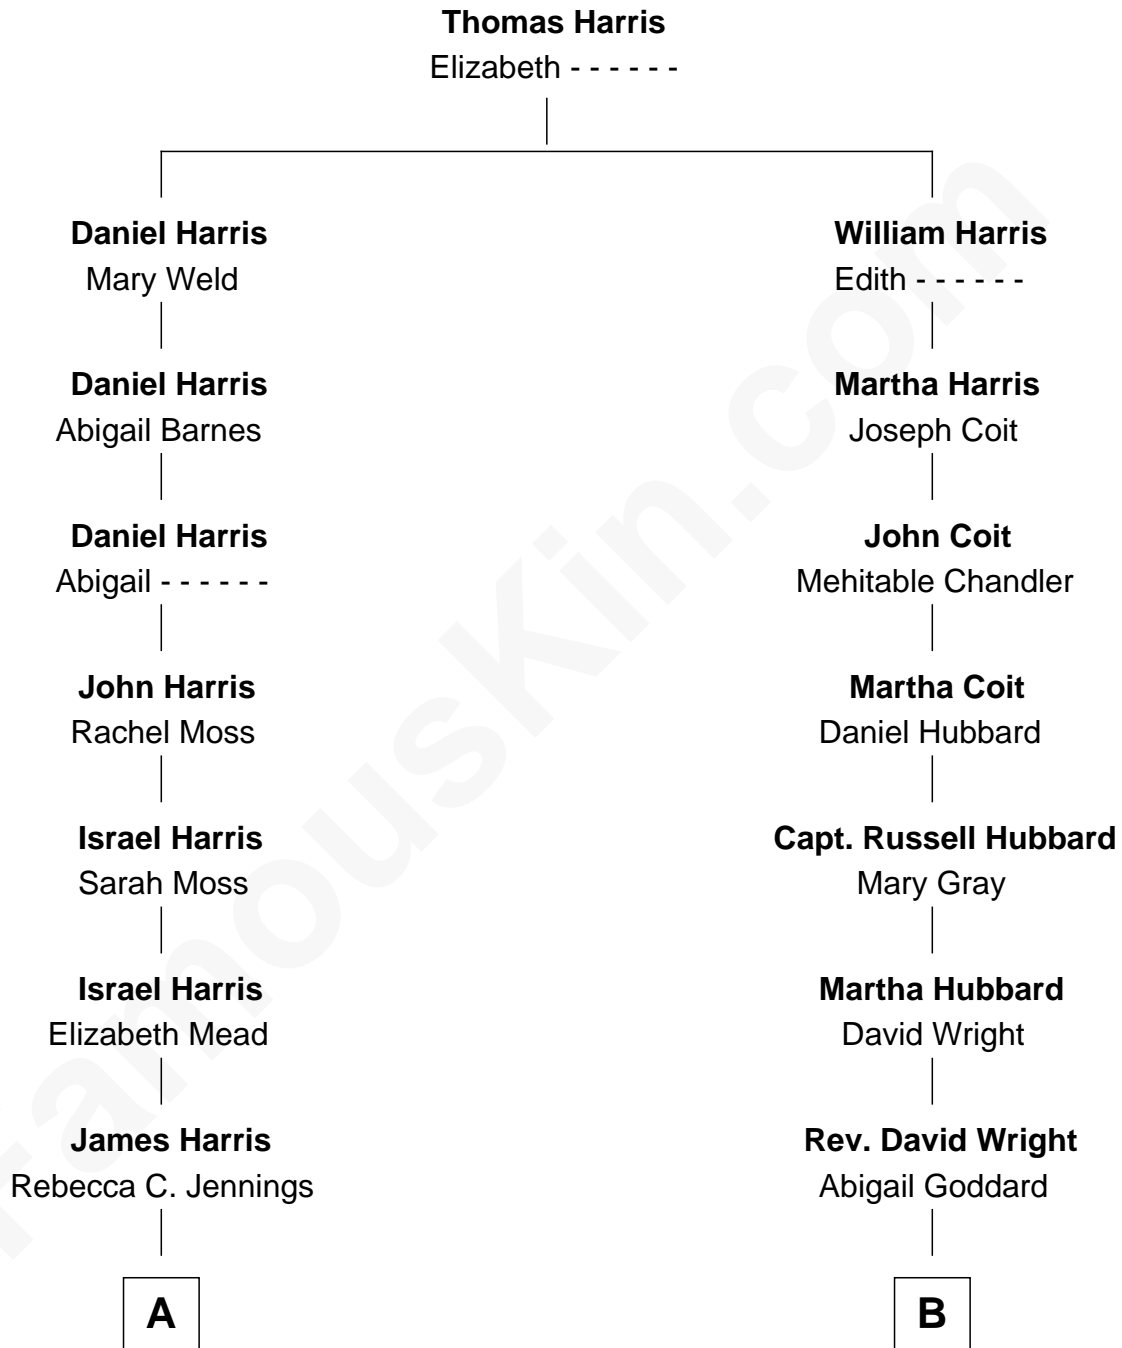 Thomas Harris
Elizabeth - - - - - -
Daniel Harris
Mary Weld
William Harris
Edith - - - - - -
Daniel Harris
Abigail Barnes
Martha Harris
Joseph Coit
Daniel Harris
Abigail - - - - - -
John Coit
Mehitable Chandler
John Harris
Rachel Moss
Martha Coit
Daniel Hubbard
Israel Harris
Sarah Moss
Capt. Russell Hubbard
Mary Gray
Israel Harris
Elizabeth Mead
Martha Hubbard
David Wright
James Harris
Rebecca C. Jennings
Rev. David Wright
Abigail Goddard
A
B
FamousKin.com